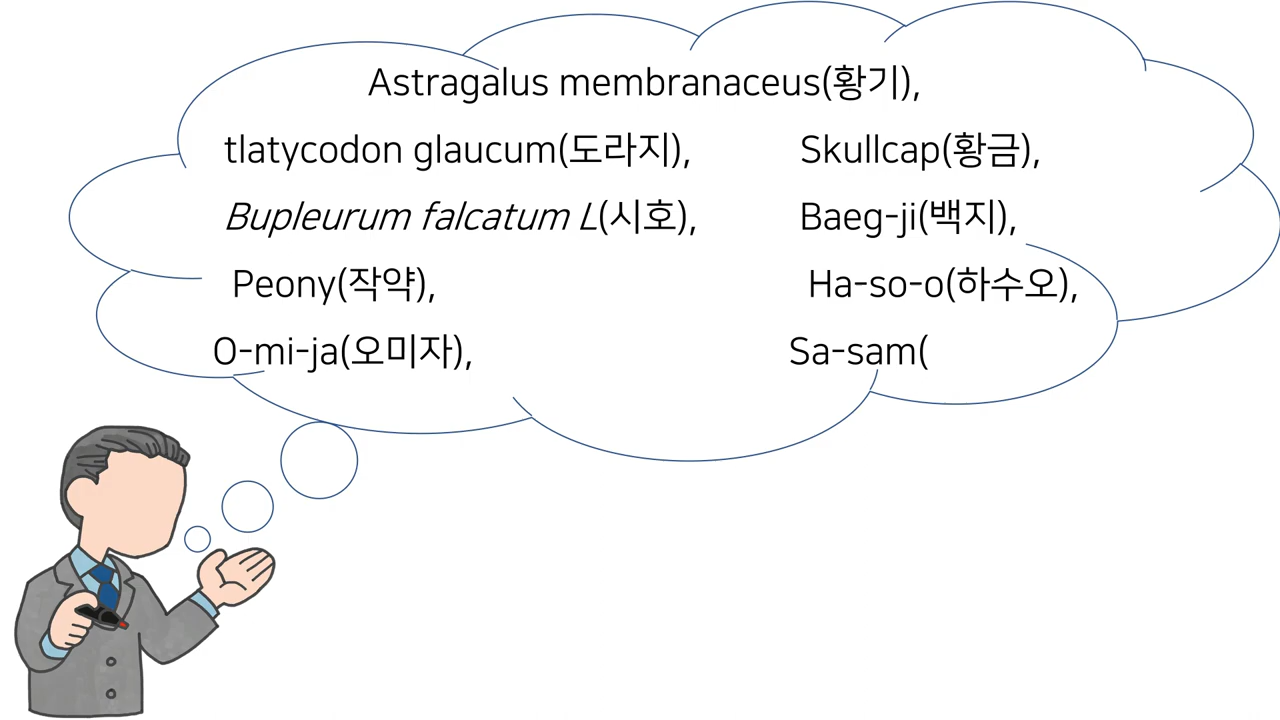 Astragalus membranaceus(황기),
tlatycodon glaucum(도라지), Skullcap(황금),
Bupleurum falcatum L(시호), Baeg-ji(백지),
Peony(작약), Ha-so-o(하수오),
O-mi-ja(오미자), Sa-sam(